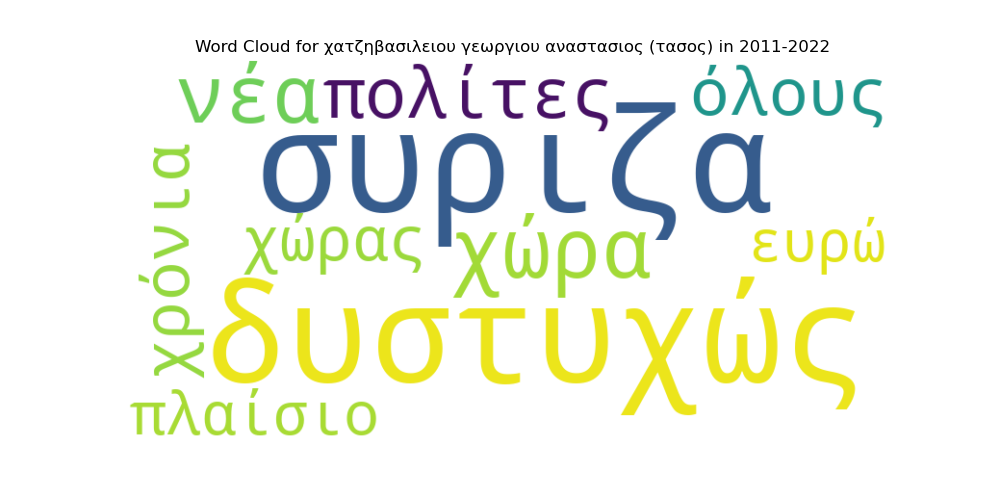 Word Cloud for χατζηβασιλειου γεωργιου αναστασιος (τασος) in 2011-2022
νέα
πολίτες
όλους
συριζα
χρόνια
χώρας
χώρα
ευρώ
δυστυχώς
πλαίσιο